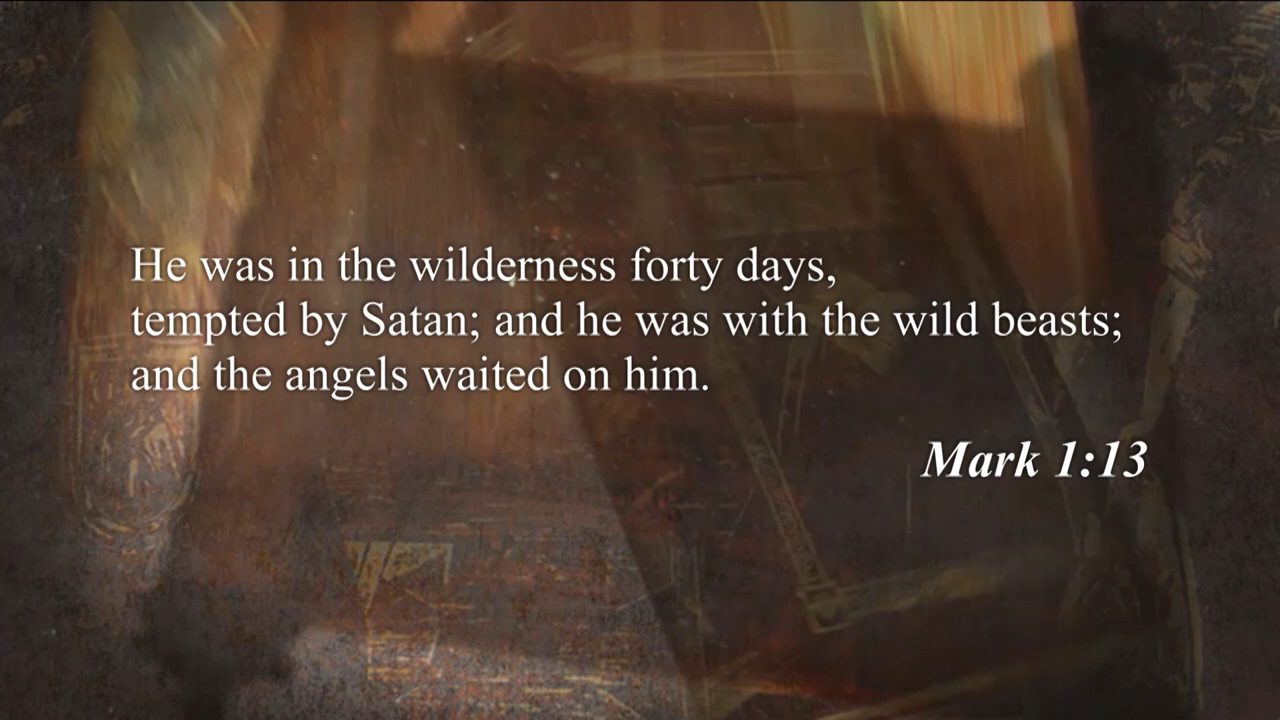 He was in the wilderness forty days,
tempted by Satan; and he was with the wild beasts;
and the angels waited on him.
Mark 1:13